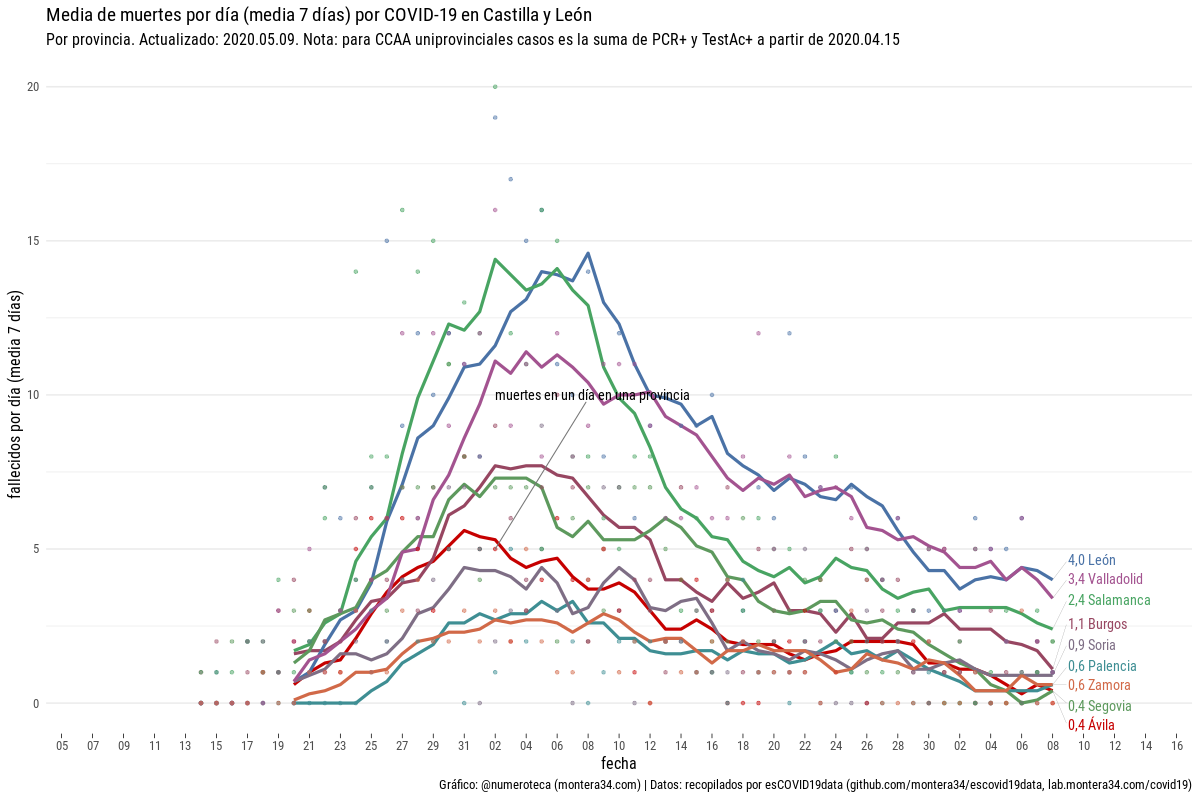 Media de muertes por día (media 7 días) por COVID-19 en Castilla y León
Por provincia. Actualizado: 2020.05.09. Nota: para CCAA uniprovinciales casos es la suma de PCR+ y TestAc+ a partir de 2020.04.15
fallecidos por día (media 7 días)
20
15
10
5
0
muertes en un día en una provincia
4,0 León
3,4 Valladolid
2,4 Salamanca
1,1 Burgos
0,9 Soria
0,6 Palencia
0,6 Zamora
0,4 Segovia
0,4 Ávila
05 07 09 11 13 15 17 19 21 23 25 27 29 31 02 04 06 08 10 12 14 16 18 20 22 24 26 28 30 02 04 06 08 10 12 14 16
fecha
Gráfico: @numeroteca (montera34.com) | Datos: recopilados por esCOVID19data (github.com/montera34/escovid19data, lab.montera34.com/covid19)